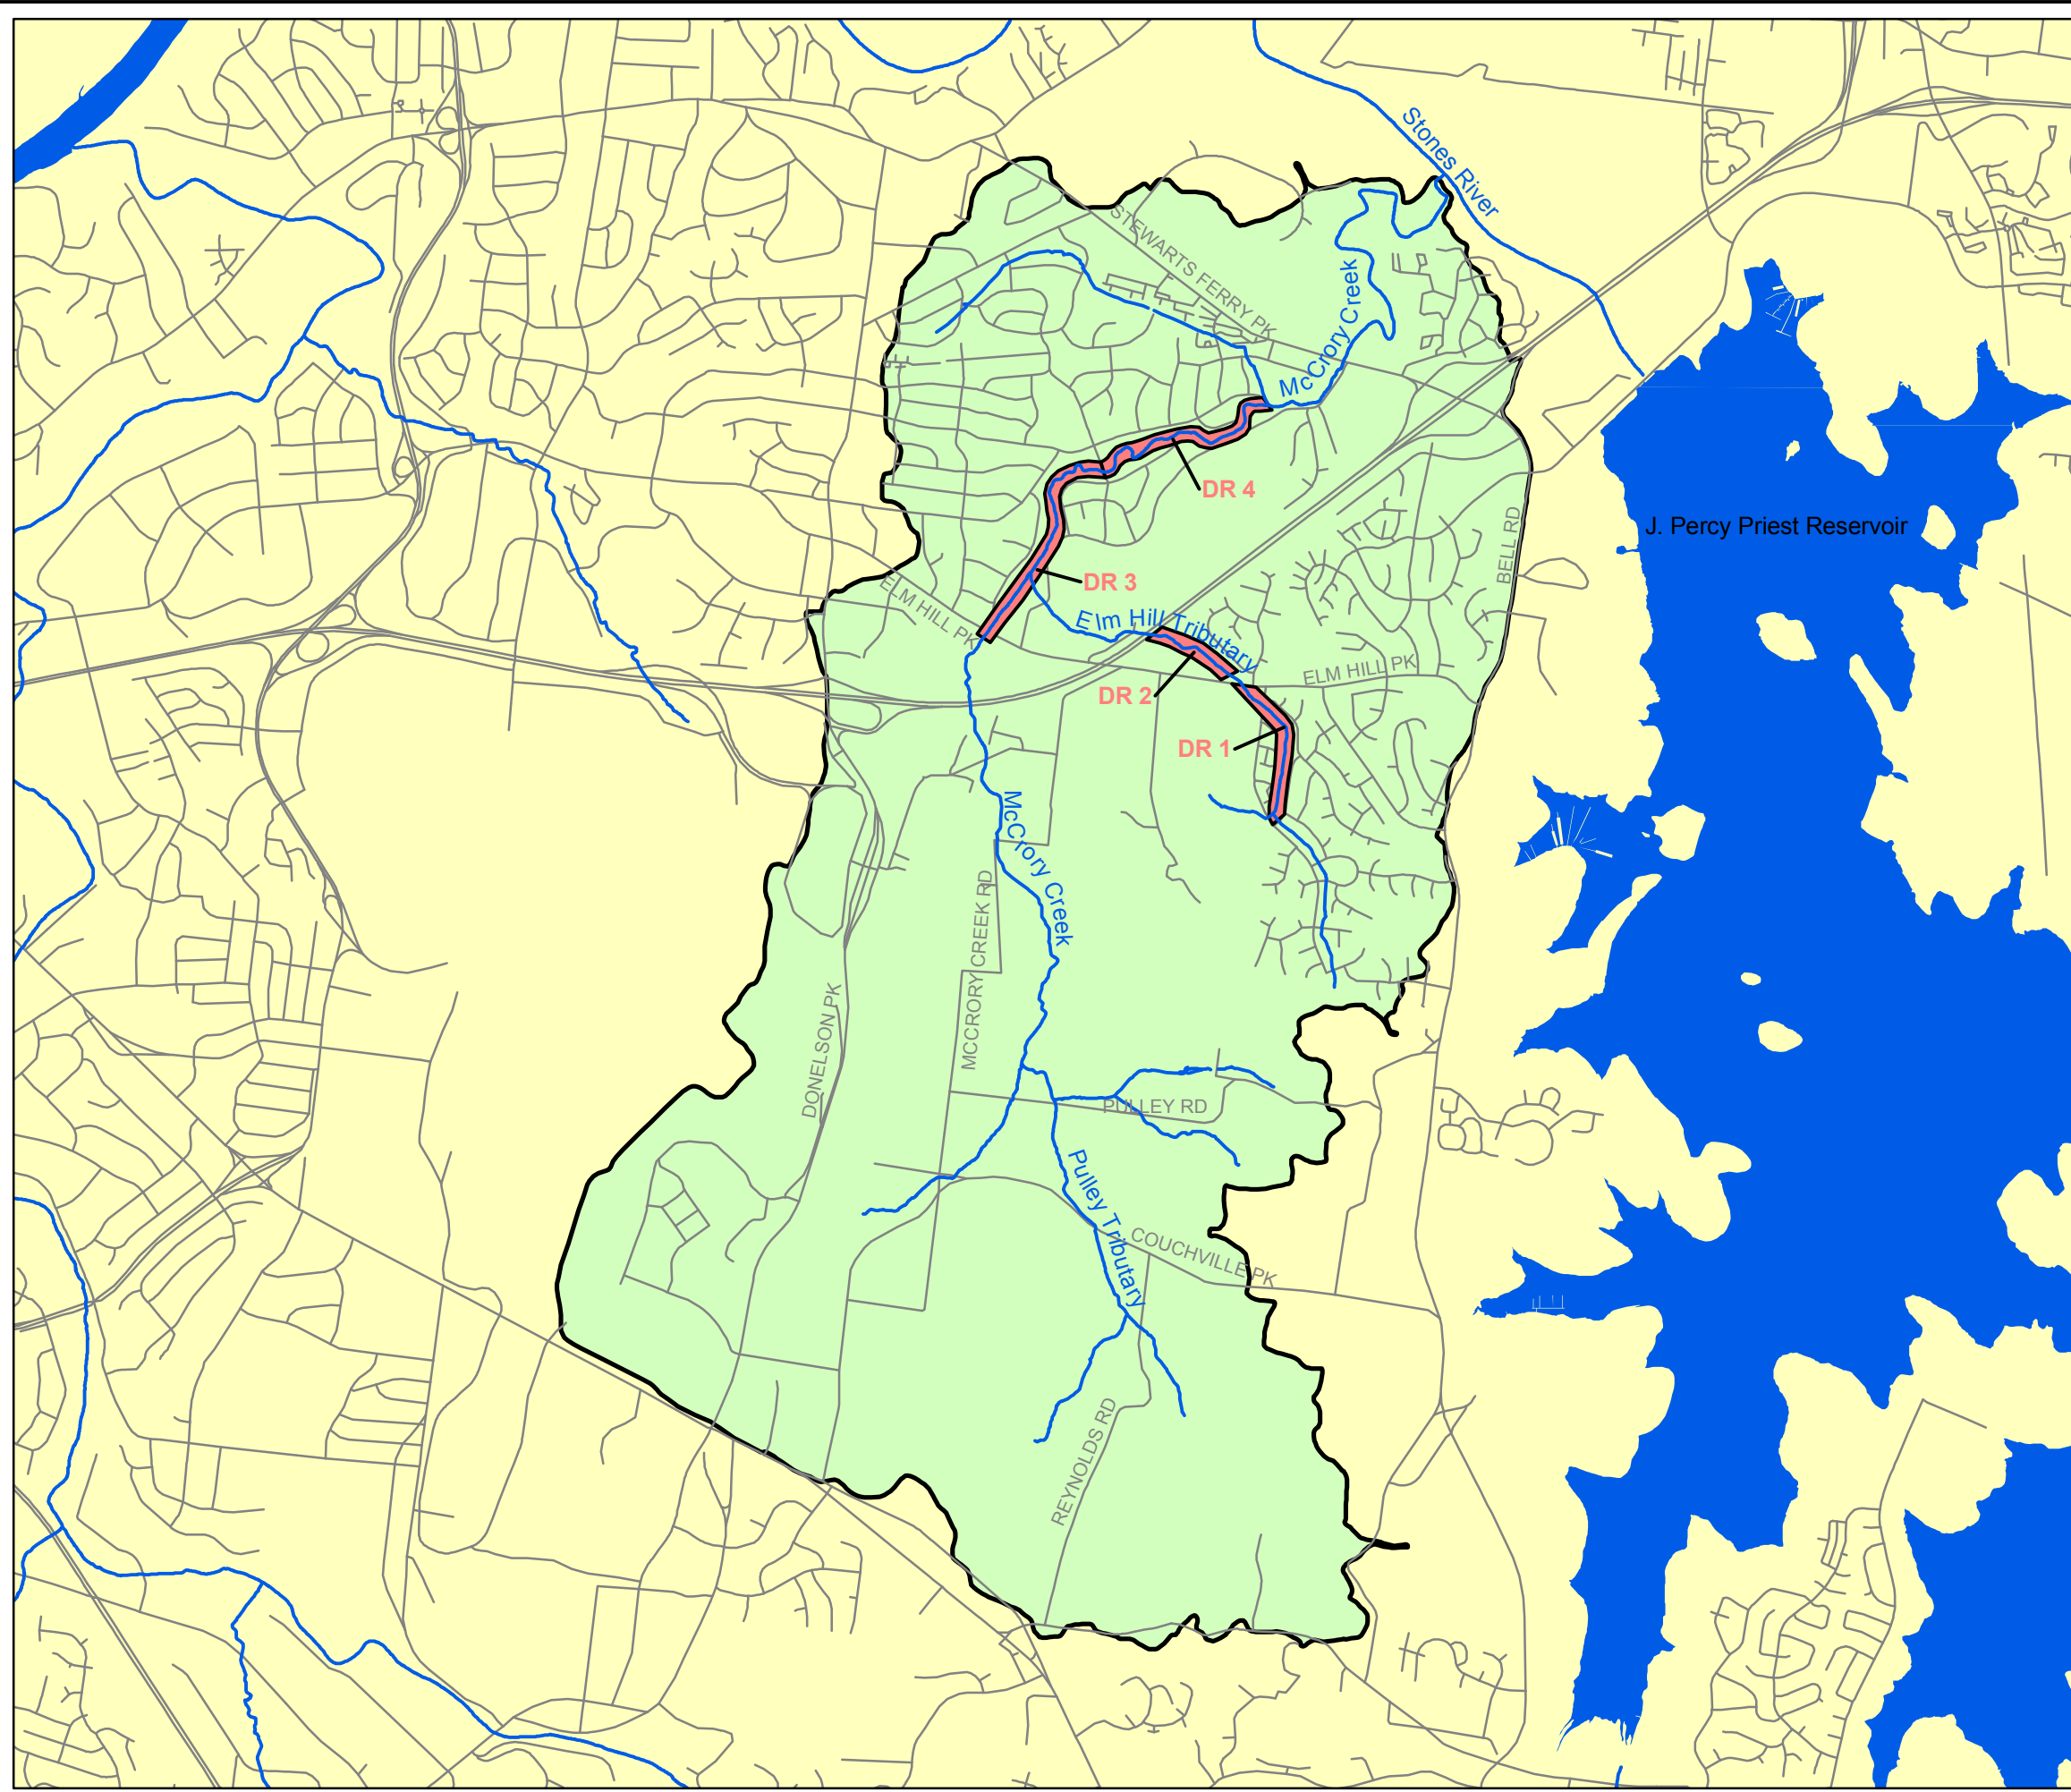 Stones River
STEWARTS FERRY PK
McCrory Creek
DR 4
J. Percy Priest Reservoir
BELL RD
DR 3
ELM HILL PK
Elm Hill Tributary
ELM HILL PK
DR 2
DR 1
McCrory Creek
MCCRORY CREEK RD
DONELSON PK
PULLEY RD
Pulley Tributary
COUCHVILLE PK
REYNOLDS RD